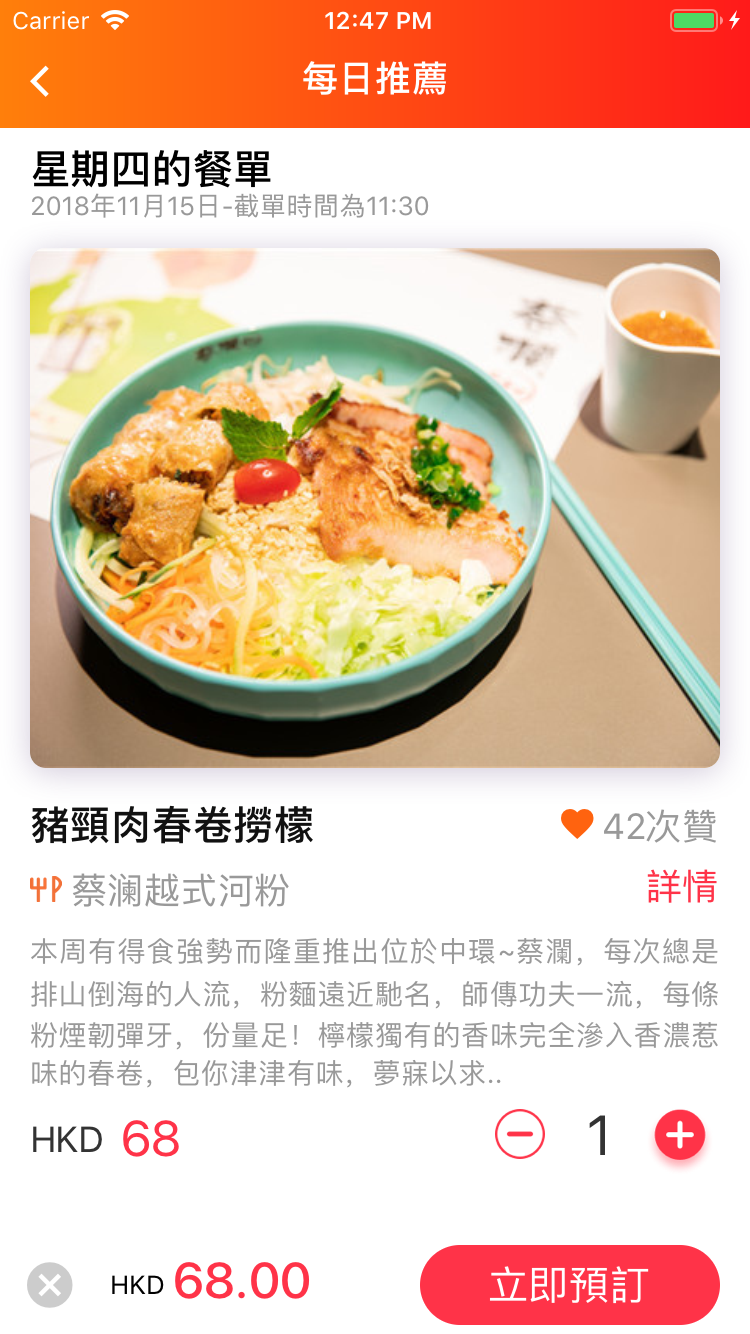 Carrier 12:47 PM
每日推薦
星期四的餐單
2018年11月15日-截單時間為11:30
蔡瀾
豬頸肉春卷撈檬
42次贊
蔡澜越式河粉
詳情
本周有得食強勢而隆重推出位於中環~蔡瀾，每次總是
排山倒海的人流，粉麵遠近馳名，師傳功夫一流，每條
粉煙韌彈牙，份量足！檸檬獨有的香味完全滲入香濃惹
味的春卷，包你津津有味，夢寐以求..
HKD 68
1
HKD 68.00
立即預訂